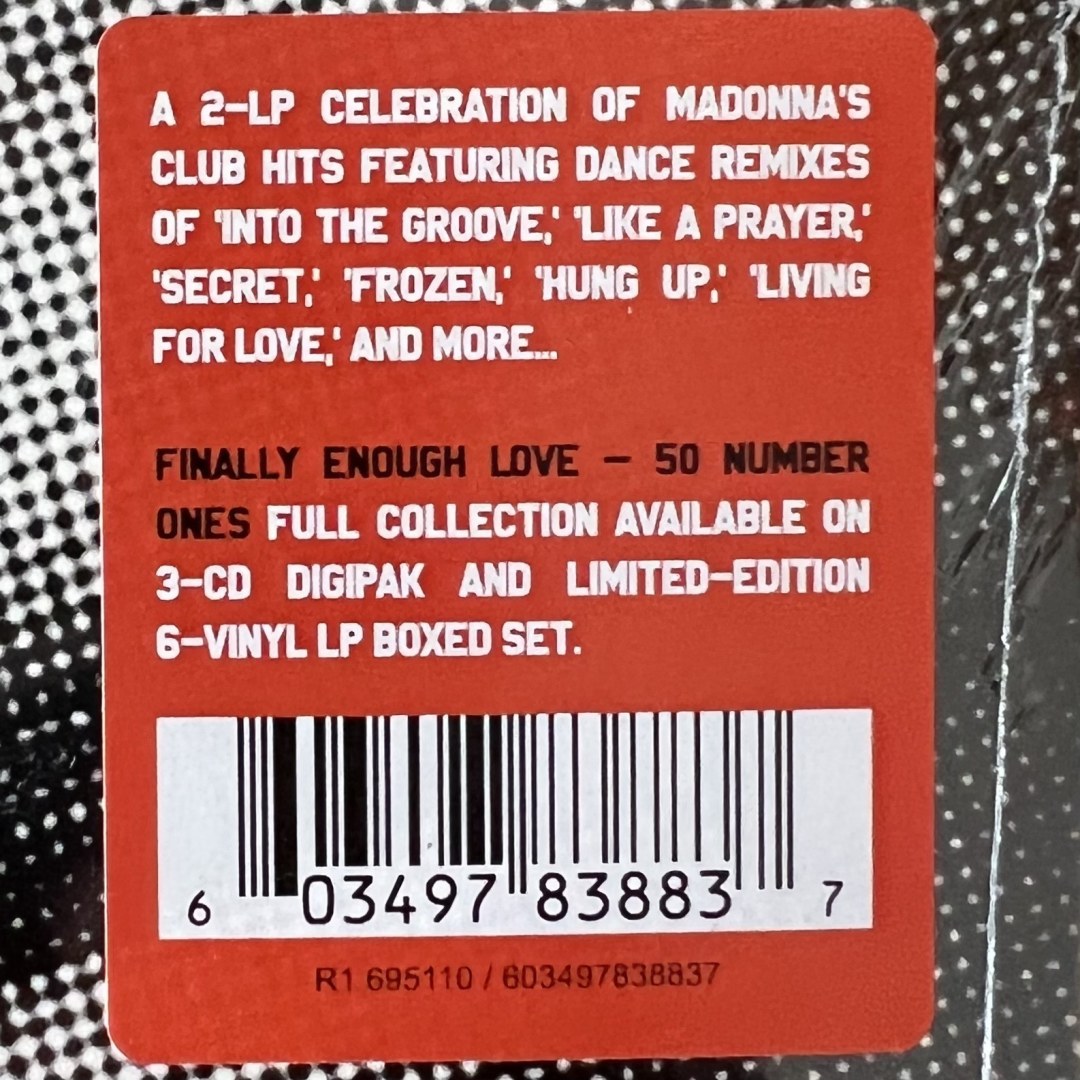 A 2-LP CELEBRATION OF MADONNA'S
CLUB HITS FEATURING DANCE REMIXES
OF 'INTO THE GROOVE,' 'LIKE A PRAYER,'
'SECRET,' 'FROZEN,' 'HUNG UP,' 'LIVING
FOR LOVE,' AND MORE...
FINALLY ENOUGH LOVE – 50 NUMBER
ONES FULL COLLECTION AVAILABLE ON
3-CD DIGIPAK AND LIMITED-EDITION
6-VINYL LP BOXED SET.
6 03497 83883 7
R1 695110 / 603497838837